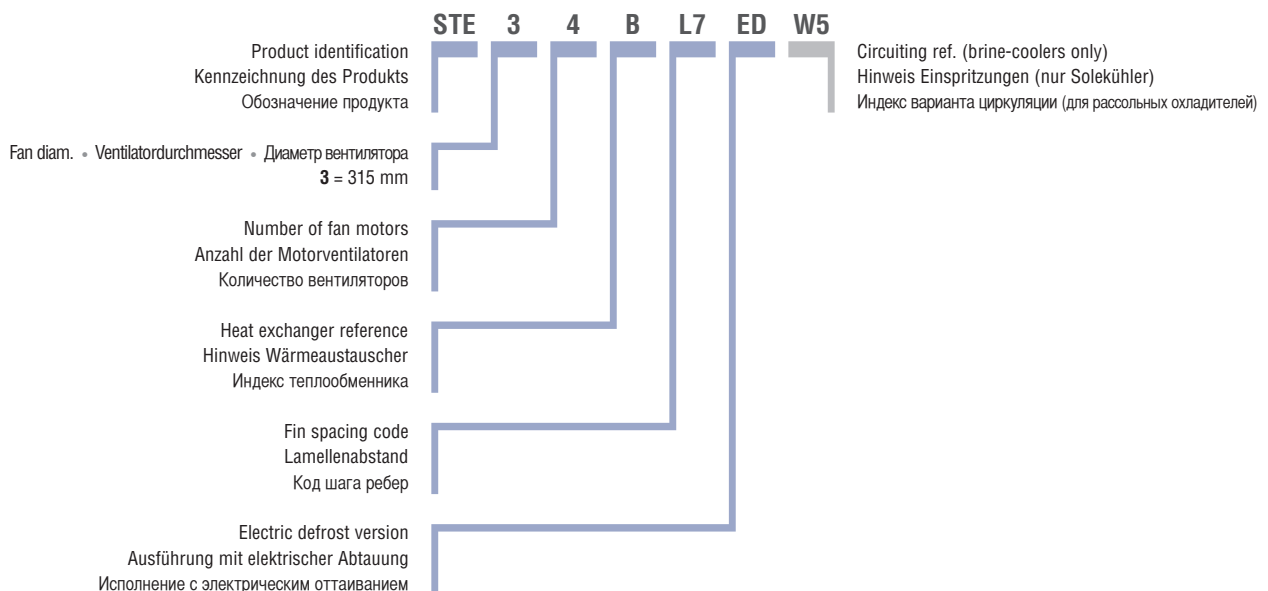 STE 3 4 B L7 ED W5
Product identification
Kennzeichnung des Produkts
Обозначение продукта
Circuiting ref. (brine-coolers only)
Hinweis Einspritzungen (nur Solekühler)
Индекс варианта циркуляции (для рассольных охладителей)
Fan diam. • Ventilatordurchmesser • Диаметр вентилятора
3 = 315 mm
Number of fan motors
Anzahl der Motorventilatoren
Количество вентиляторов
Heat exchanger reference
Hinweis Wärmeaustauscher
Индекс теплообменника
Fin spacing code
Lamellenabstand
Код шага ребер
Electric defrost version
Ausführung mit elektrischer Abtauung
Исполнение с электрическим оттаиванием